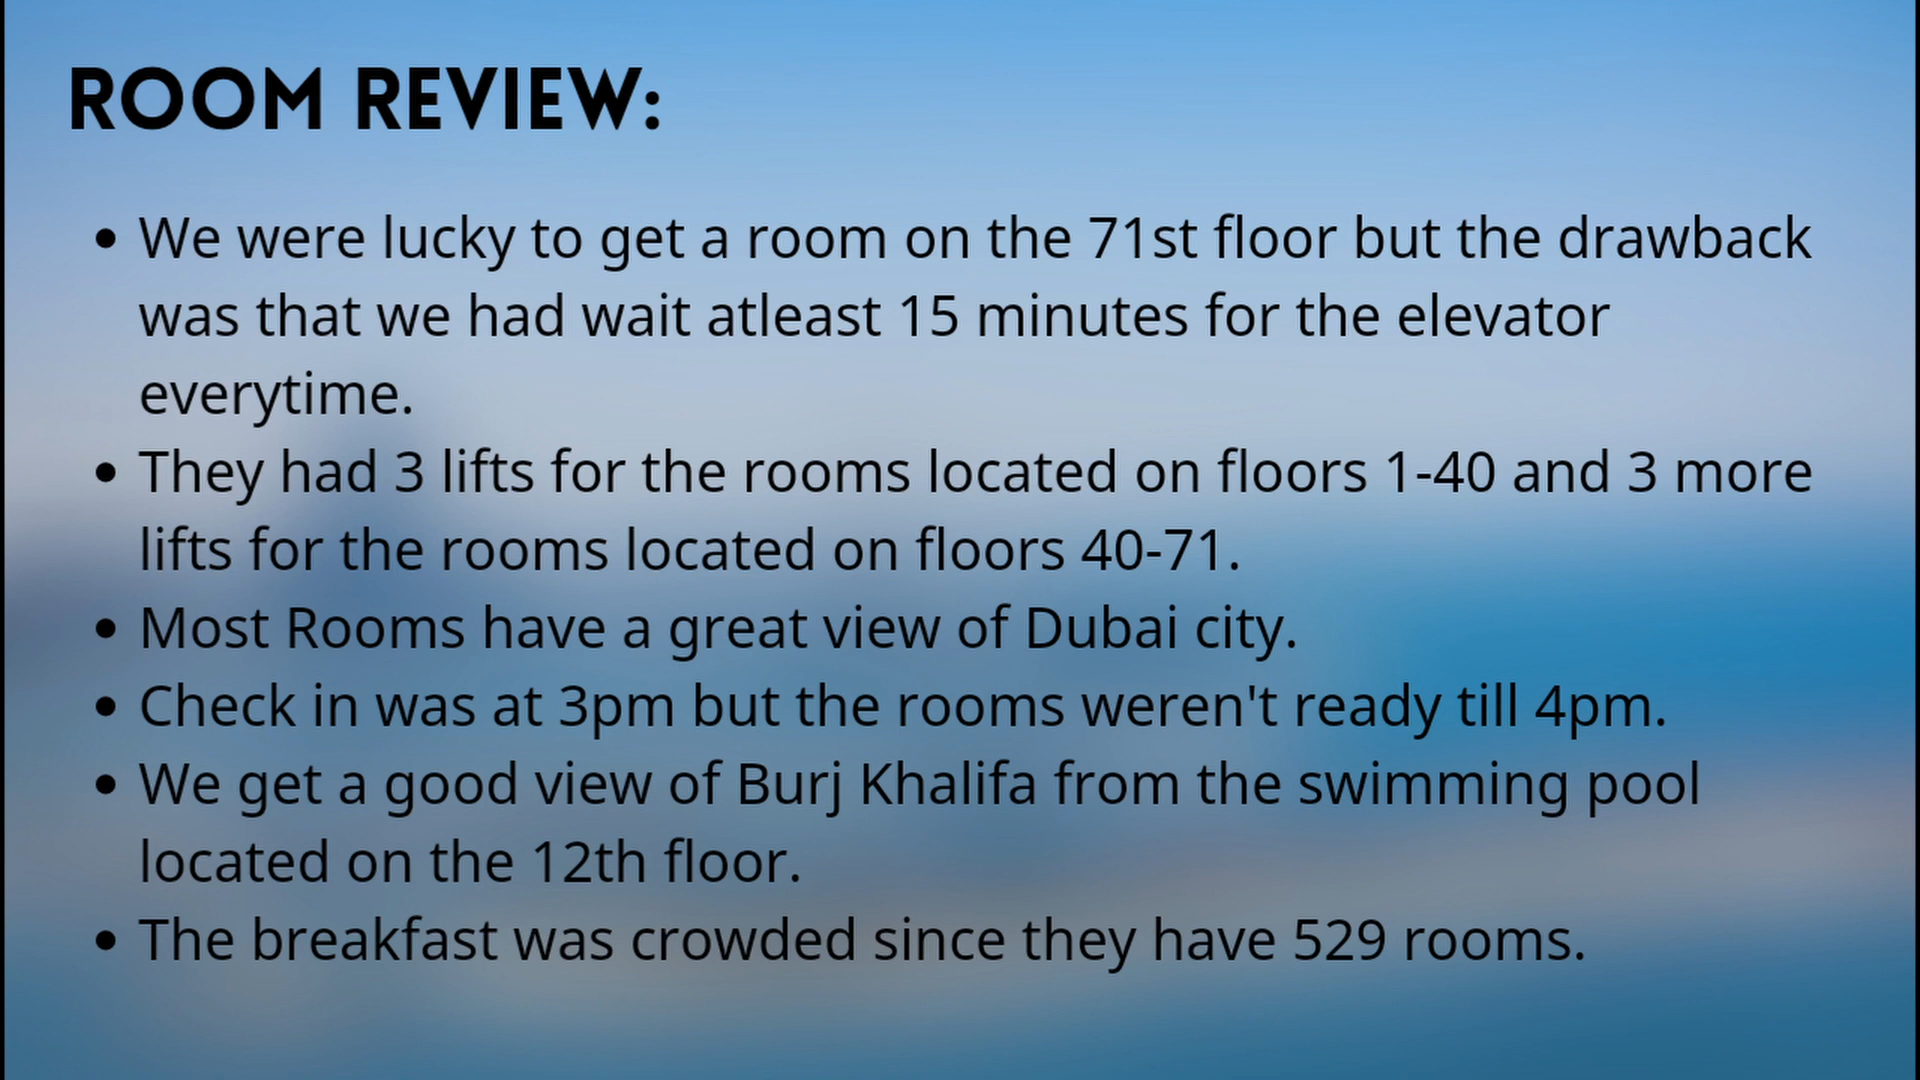 ROOM REVIEW:
• We were lucky to get a room on the 71st floor but the drawback
was that we had wait atleast 15 minutes for the elevator
everytime.
• They had 3 lifts for the rooms located on floors 1-40 and 3 more
lifts for the rooms located on floors 40-71.
• Most Rooms have a great view of Dubai city.
• Check in was at 3pm but the rooms weren't ready till 4pm.
• We get a good view of Burj Khalifa from the swimming pool
located on the 12th floor.
• The breakfast was crowded since they have 529 rooms.